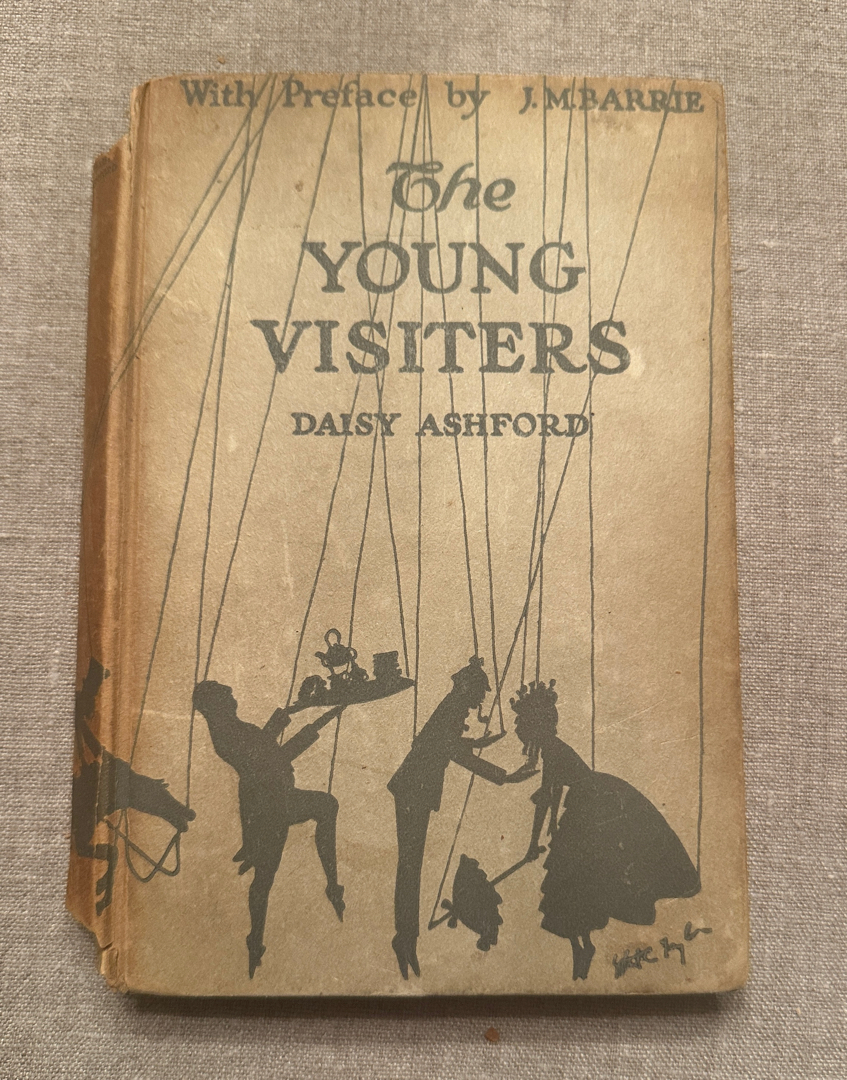 With Preface by J. M. BARRIE
The
YOUNG
VISITERS
DAISY ASHFORD